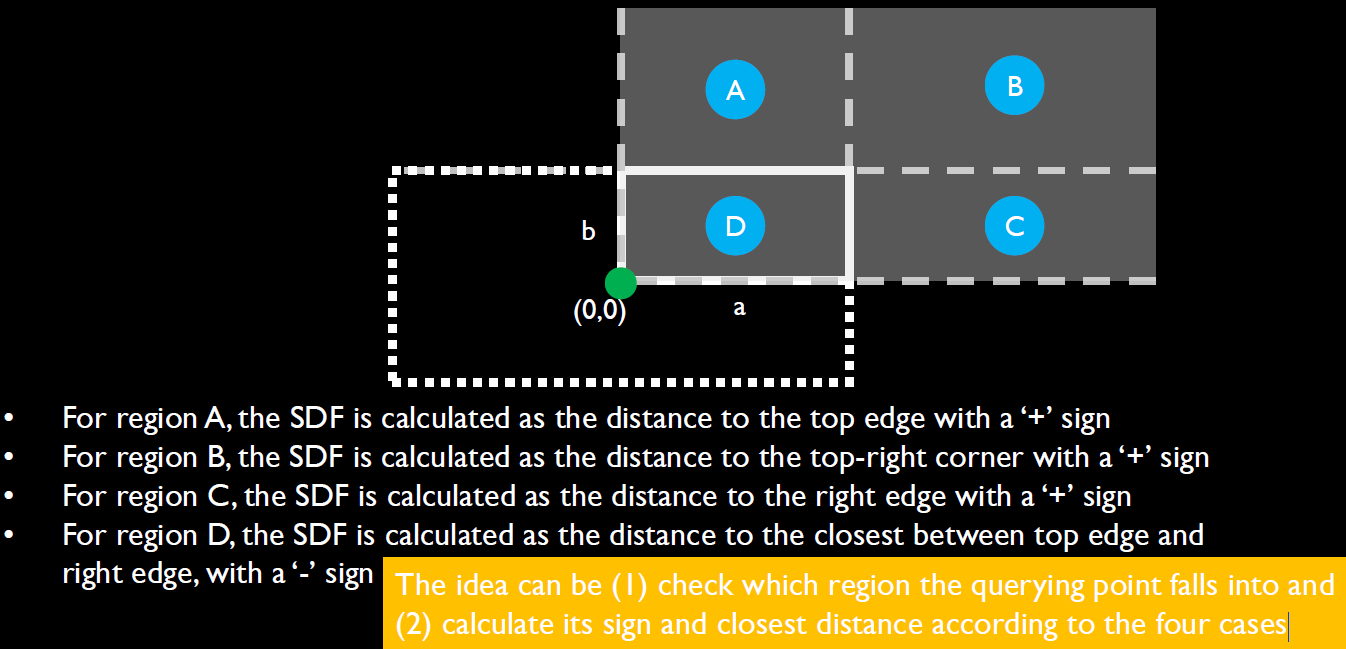 A
B
b
D
C
(0,0)
a
• For region A, the SDF is calculated as the distance to the top edge with a ‘+’ sign
• For region B, the SDF is calculated as the distance to the top-right corner with a ‘+’ sign
• For region C, the SDF is calculated as the distance to the right edge with a ‘+’ sign
• For region D, the SDF is calculated as the distance to the closest between top edge and
right edge, with a ‘-’ sign
The idea can be (1) check which region the querying point falls into and
(2) calculate its sign and closest distance according to the four cases